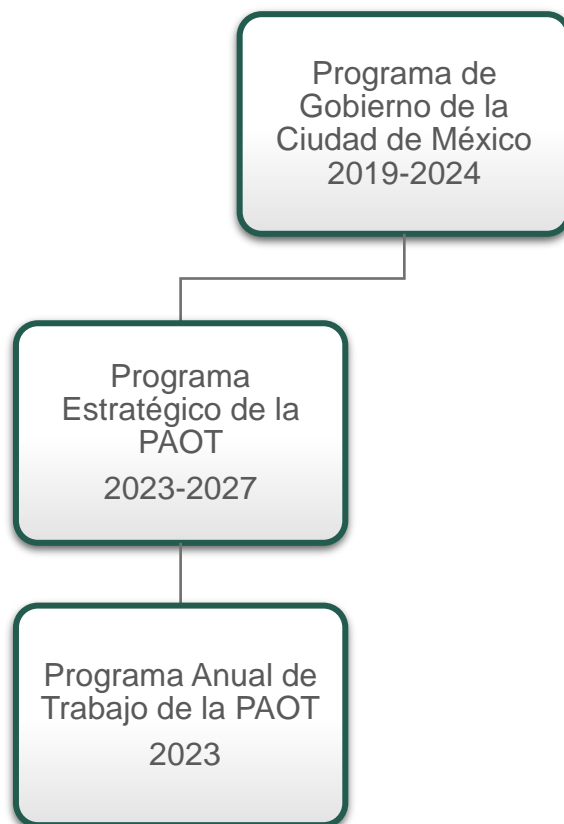 Programa de
Gobierno de la
Ciudad de México
2019-2024
Programa
Estratégico de la
PAOT
2023-2027
Programa Anual de
Trabajo de la PAOT
2023